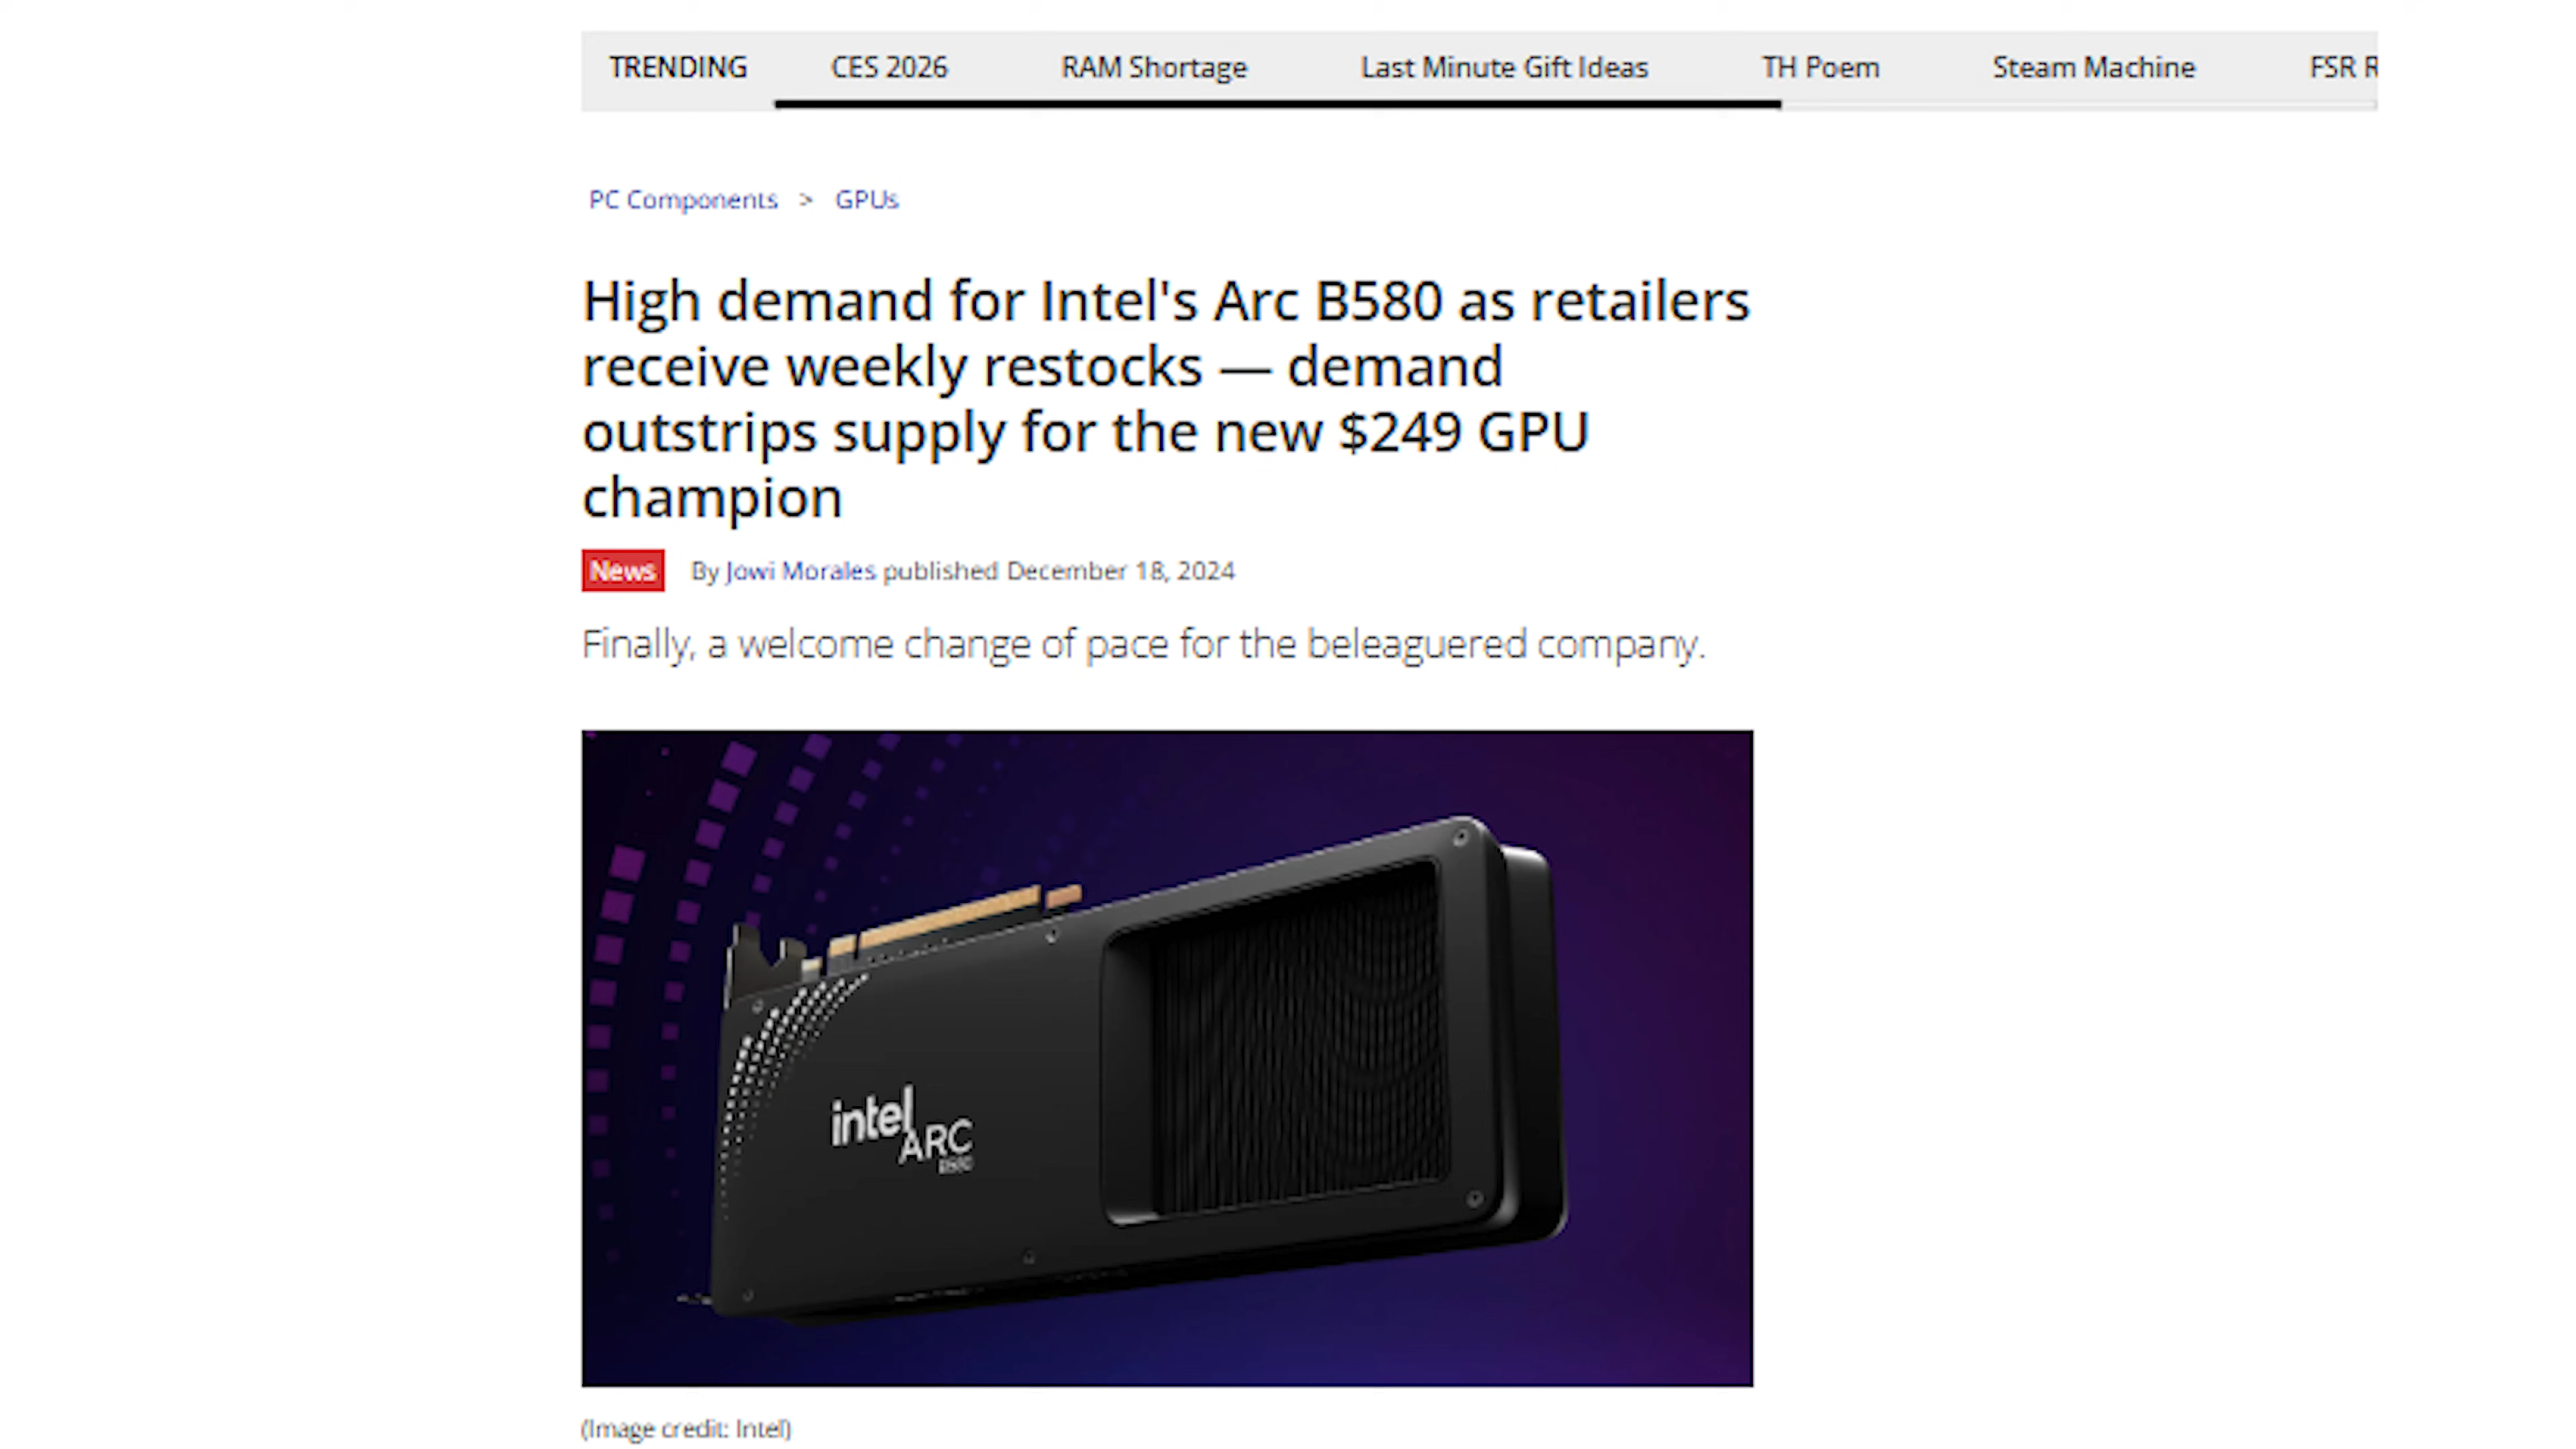 TRENDING CES 2026 RAM Shortage Last Minute Gift Ideas TH Poem Steam Machine FSR R
PC Components > GPUs
High demand for Intel's Arc B580 as retailers
receive weekly restocks — demand
outstrips supply for the new $249 GPU
champion
News By Jowi Morales published December 18, 2024
Finally, a welcome change of pace for the beleaguered company.
intel
ARC
B580
(Image credit: Intel)